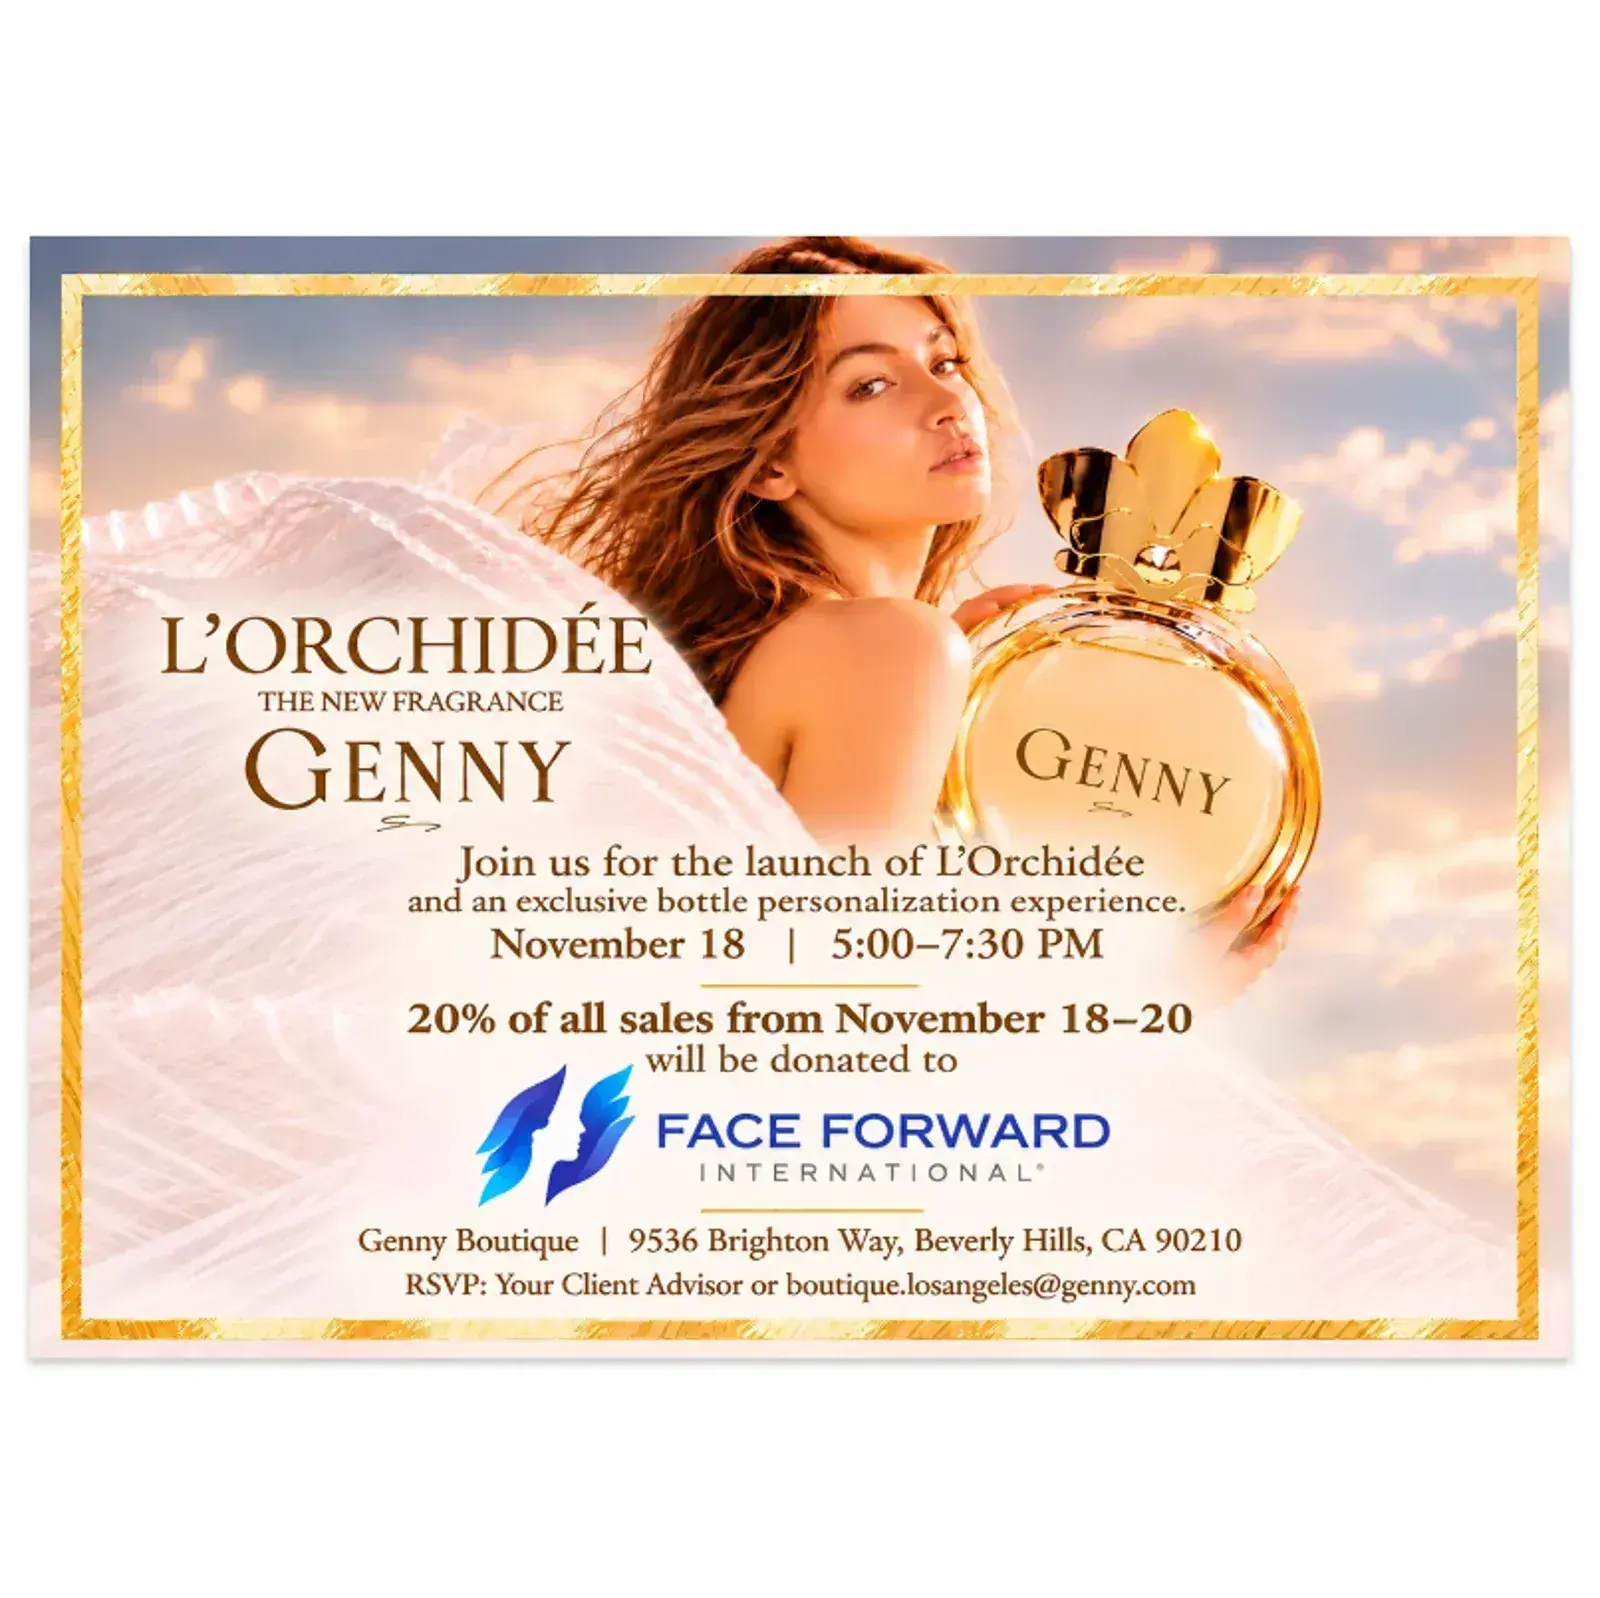 L'ORCHIDÉE
THE NEW FRAGRANCE
GENNY
GENNY
Join us for the launch of L'Orchidée
and an exclusive bottle personalization experience.
November 18 | 5:00–7:30 PM
20% of all sales from November 18–20
will be donated to
FACE FORWARD
INTERNATIONAL®
Genny Boutique | 9536 Brighton Way, Beverly Hills, CA 90210
RSVP: Your Client Advisor or boutique.losangeles@genny.com